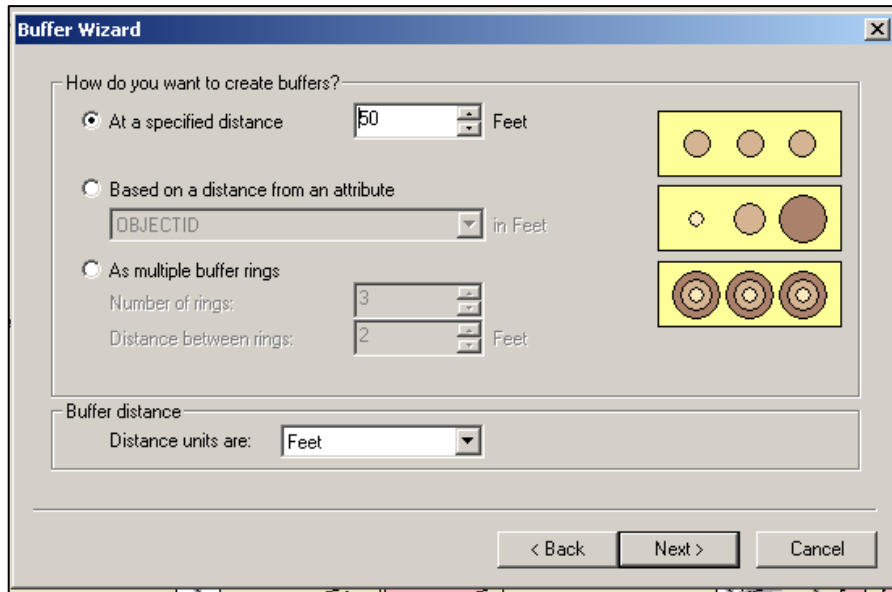 Buffer Wizard
How do you want to create buffers?
At a specified distance 50 Feet
Based on a distance from an attribute
OBJECTID in Feet
As multiple buffer rings
Number of rings: 3
Distance between rings: 2 Feet
Buffer distance
Distance units are: Feet
< Back Next > Cancel